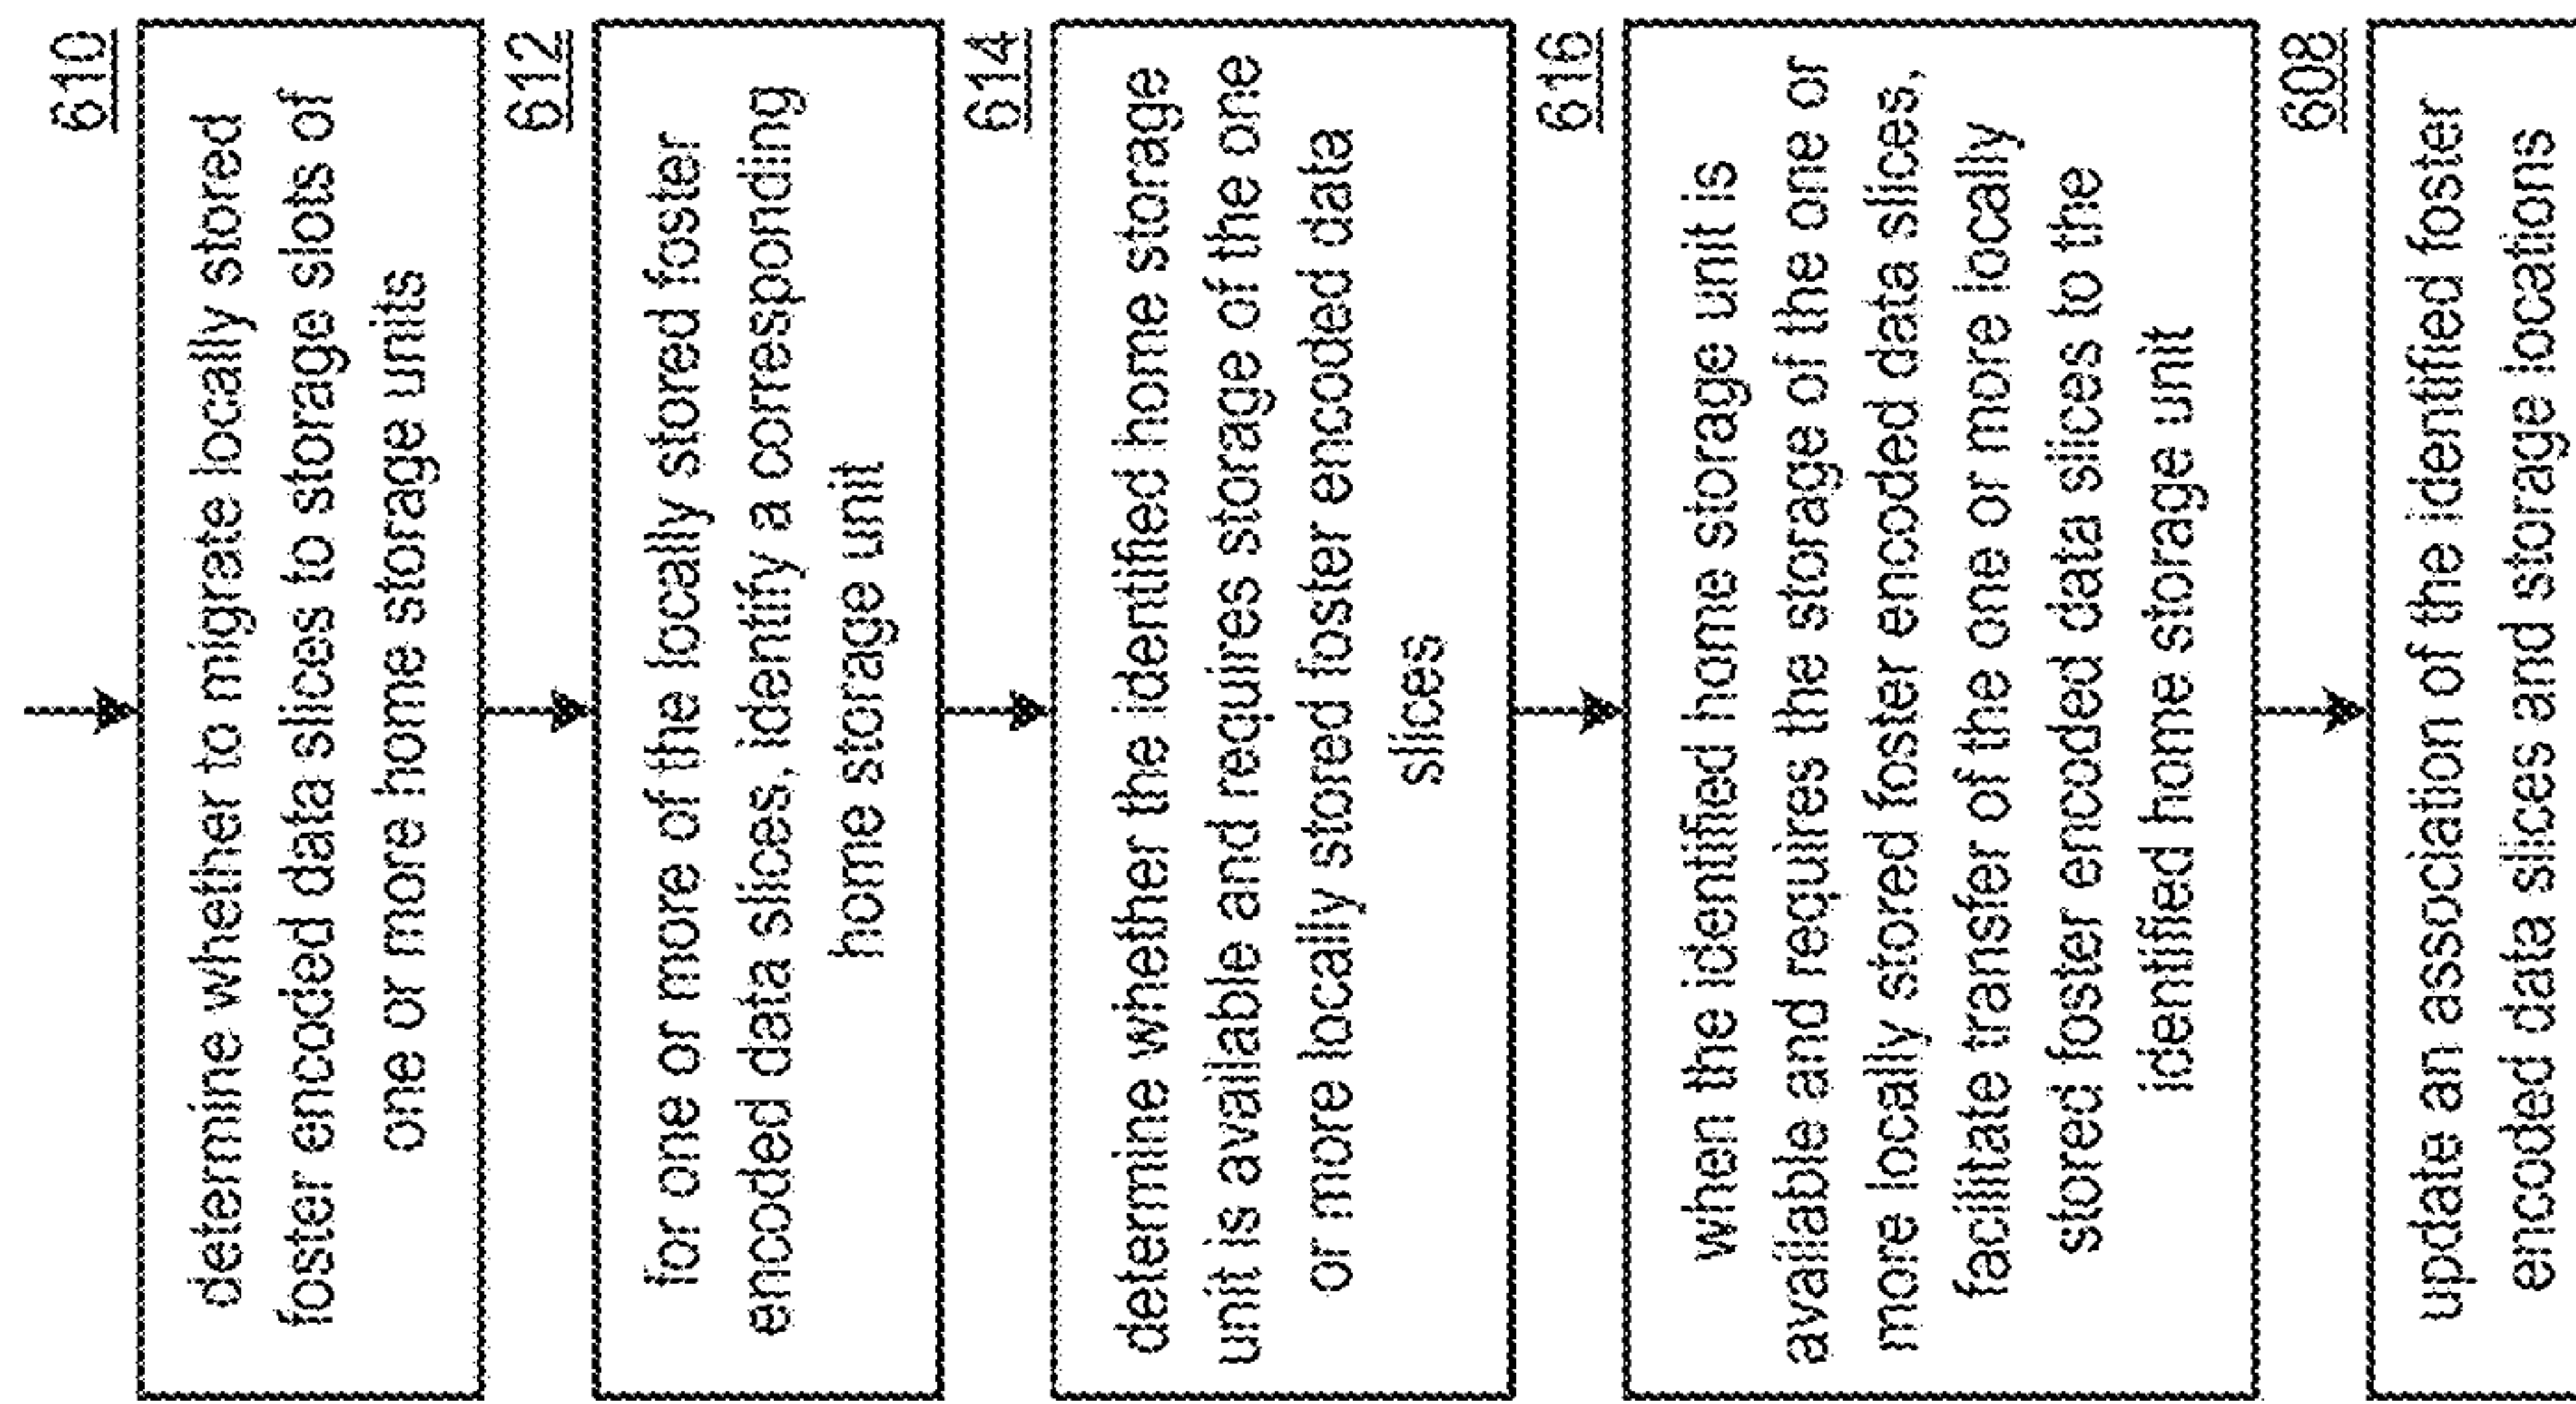 610
determine whether to migrate locally stored
foster encoded data slices to storage slots of
one or more home storage units
612
for one or more of the locally stored foster
encoded data slices, identify a corresponding
home storage unit
614
determine whether the identified home storage
unit is available and requires storage of the one
or more locally stored foster encoded data
slices
616
when the identified home storage unit is
available and requires the storage of the one or
more locally stored foster encoded data slices,
facilitate transfer of the one or more locally
stored foster encoded data slices to the
identified home storage unit
608
update an association of the identified foster
encoded data slices and storage locations